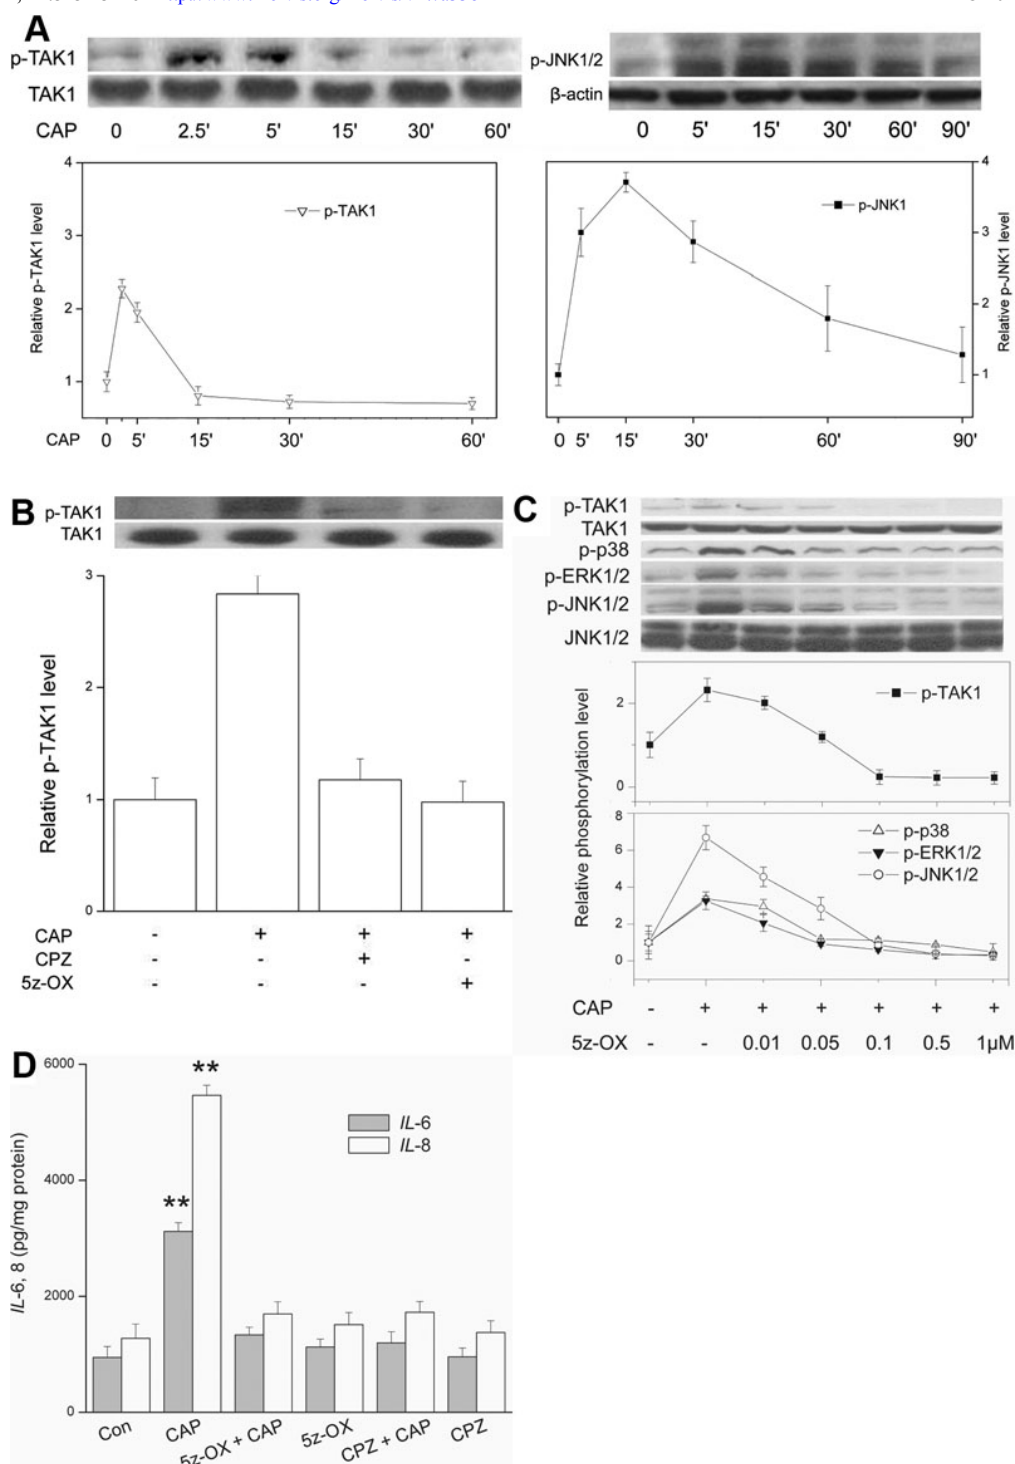 A
p-TAK1
TAK1
CAP 0 2.5' 5' 15' 30' 60'
p-JNK1/2
β-actin
0 5' 15' 30' 60' 90'
4
3
2
1
Relative p-TAK1 level
p-TAK1
CAP 0 5' 15' 30' 60'
4
3
2
1
Relative p-JNK1 level
p-JNK1
0 5' 15' 30' 60' 90'
B
p-TAK1
TAK1
3
2
1
0
Relative p-TAK1 level
CAP - + + +
CPZ - - + -
5z-OX - - - +
C
p-TAK1
TAK1
p-p38
p-ERK1/2
p-JNK1/2
JNK1/2
Relative phosphorylation level
2
0
p-TAK1
8
6
4
2
0
p-p38
p-ERK1/2
p-JNK1/2
CAP - + + + + + +
5z-OX - - 0.01 0.05 0.1 0.5 1μM
D
6000
4000
2000
0
IL-6, 8 (pg/mg protein)
**
**
IL-6
IL-8
Con CAP 5z-OX + CAP 5z-OX CPZ + CAP CPZ